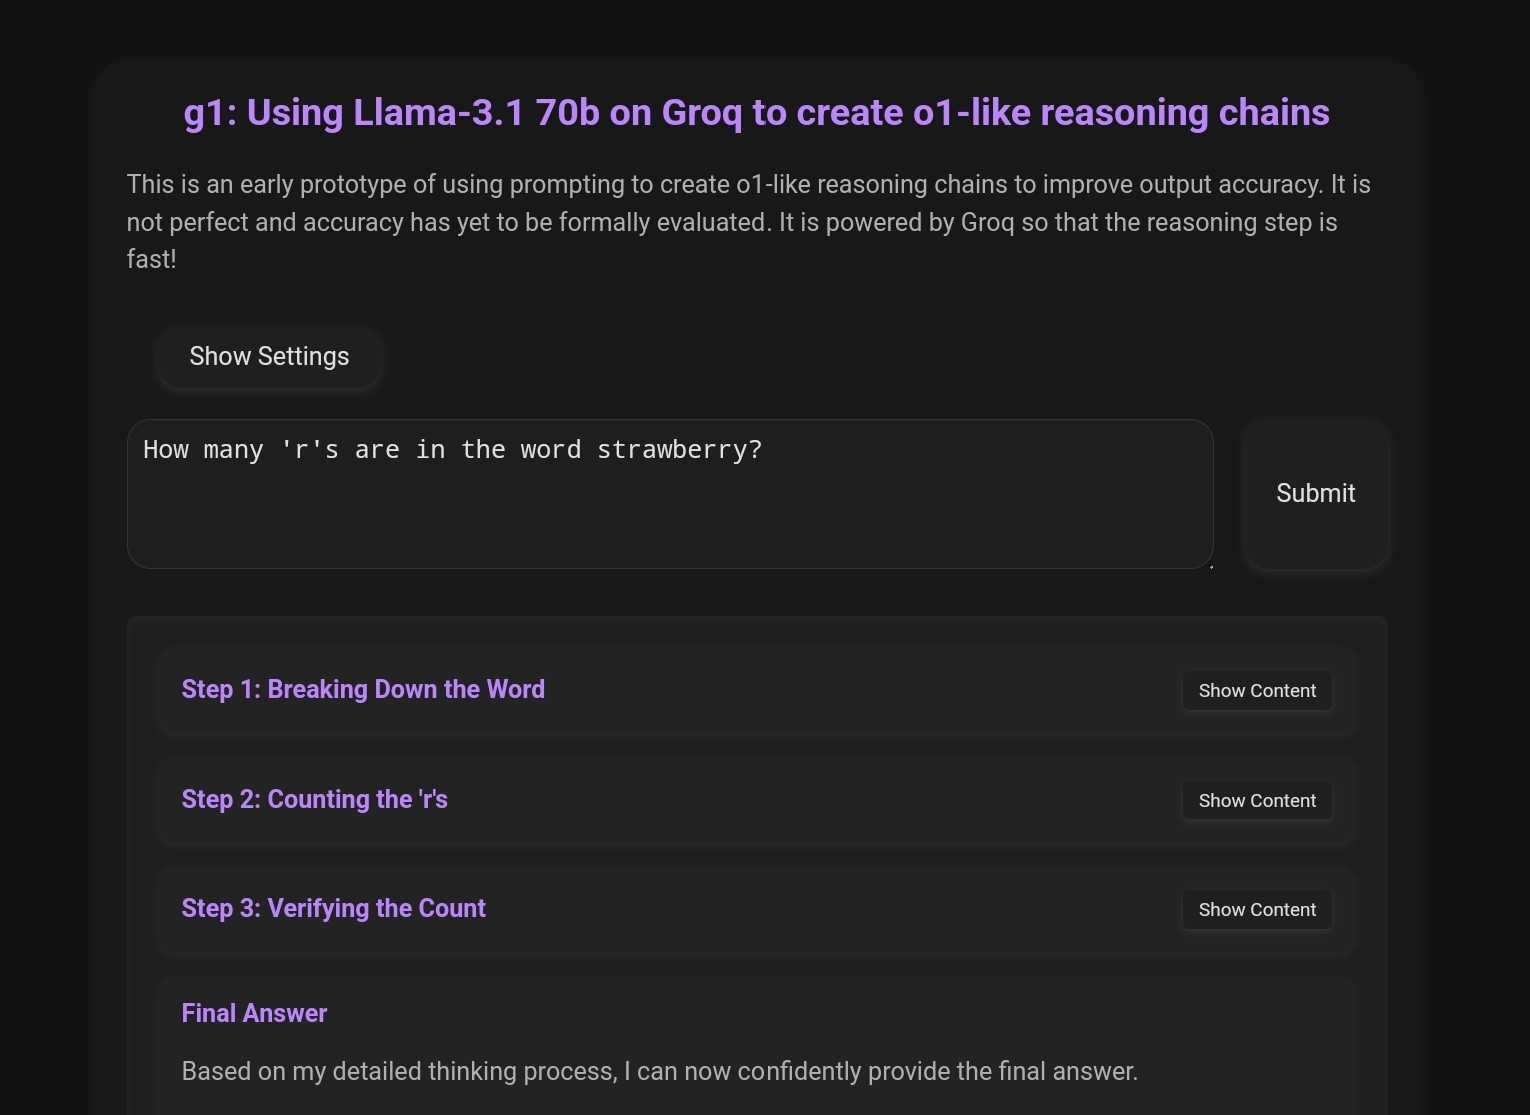 g1: Using Llama-3.1 70b on Groq to create o1-like reasoning chains
This is an early prototype of using prompting to create o1-like reasoning chains to improve output accuracy. It is
not perfect and accuracy has yet to be formally evaluated. It is powered by Groq so that the reasoning step is
fast!
Show Settings
How many 'r's are in the word strawberry?
Submit
Step 1: Breaking Down the Word
Show Content
Step 2: Counting the 'r's
Show Content
Step 3: Verifying the Count
Show Content
Final Answer
Based on my detailed thinking process, I can now confidently provide the final answer.